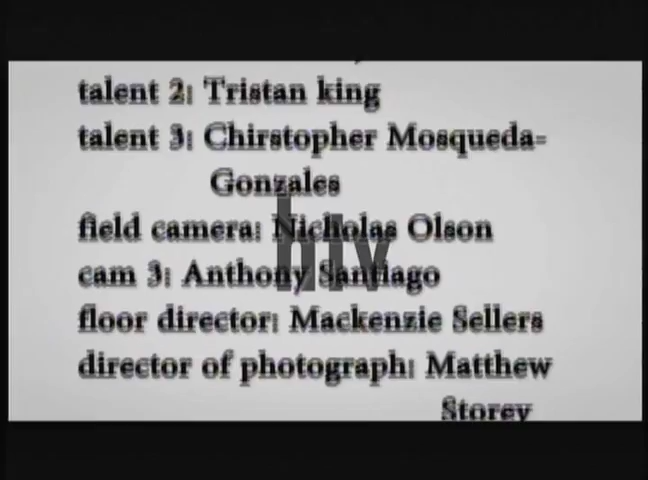 talent 2: Tristan king
talent 3: Chirstopher Mosqueda-
Gonzales
field camera: Nicholas Olson
htv
cam 3: Anthony Santiago
floor director: Mackenzie Sellers
director of photograph: Matthew
Storey